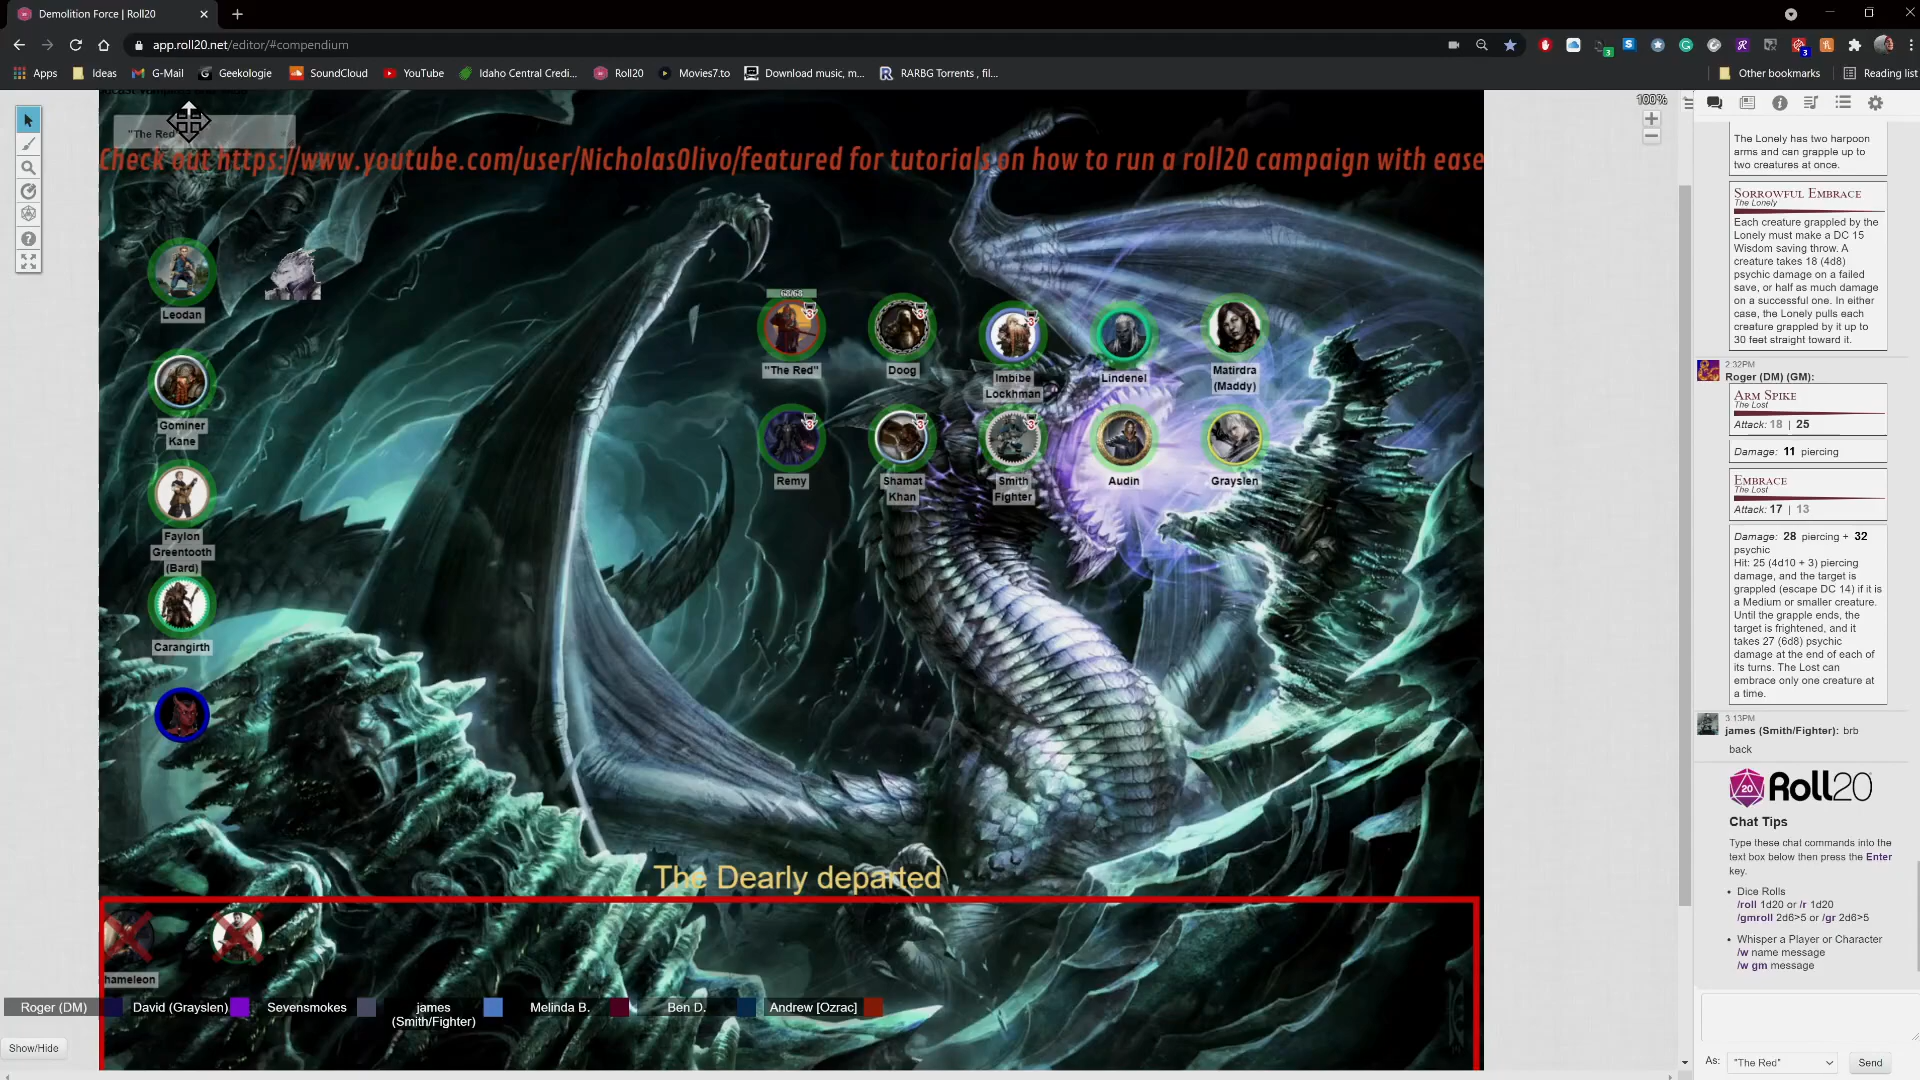 Demolition Force | Roll20
app.roll20.net/editor/#compendium
Apps
Ideas
G-Mail
Geekologie
SoundCloud
YouTube
Idaho Central Credi...
Roll20
Movies7.to
Download music, m...
RARBG Torrents , fil...
Other bookmarks
Reading list
"The Red
Check out https://www.youtube.com/user/NicholasOlivo/featured for tutorials on how to run a roll20 campaign with ease
100%
Leodan
Gominer
Kane
Faylon
Greentooth
(Bard)
Carangirth
68/68
"The Red"
3
Doog
3
Imbibe
Lockhman
3
Lindenel
Matirdra
(Maddy)
Remy
3
Shamat
Khan
3
Smith
Fighter
3
Audin
Grayslen
The Dearly departed
hameleon
Roger (DM)
David (Grayslen)
Sevensmokes
james
(Smith/Fighter)
Melinda B.
Ben D.
Andrew [Ozrac]
Show/Hide
The Lonely has two harpoon
arms and can grapple up to
two creatures at once.
Sorrowful Embrace
The Lonely
Each creature grappled by the
Lonely must make a DC 15
Wisdom saving throw. A
creature takes 18 (4d8)
psychic damage on a failed
save, or half as much damage
on a successful one. In either
case, the Lonely pulls each
creature grappled by it up to
30 feet straight toward it.
2:32PM
Roger (DM) (GM):
Arm Spike
The Lost
Attack: 18 | 25
Damage: 11 piercing
Embrace
The Lost
Attack: 17 | 13
Damage: 28 piercing + 32
psychic
Hit: 25 (4d10 + 3) piercing
damage, and the target is
grappled (escape DC 14) if it is
a Medium or smaller creature.
Until the grapple ends, the
target is frightened, and it
takes 27 (6d8) psychic
damage at the end of each of
its turns. The Lost can
embrace only one creature at
a time.
3:13PM
james (Smith/Fighter): brb
back
20 Roll20
Chat Tips
Type these chat commands into the
text box below then press the Enter
key.
• Dice Rolls
/roll 1d20 or /r 1d20
/gmroll 2d6>5 or /gr 2d6>5
• Whisper a Player or Character
/w name message
/w gm message
As:
"The Red"
Send